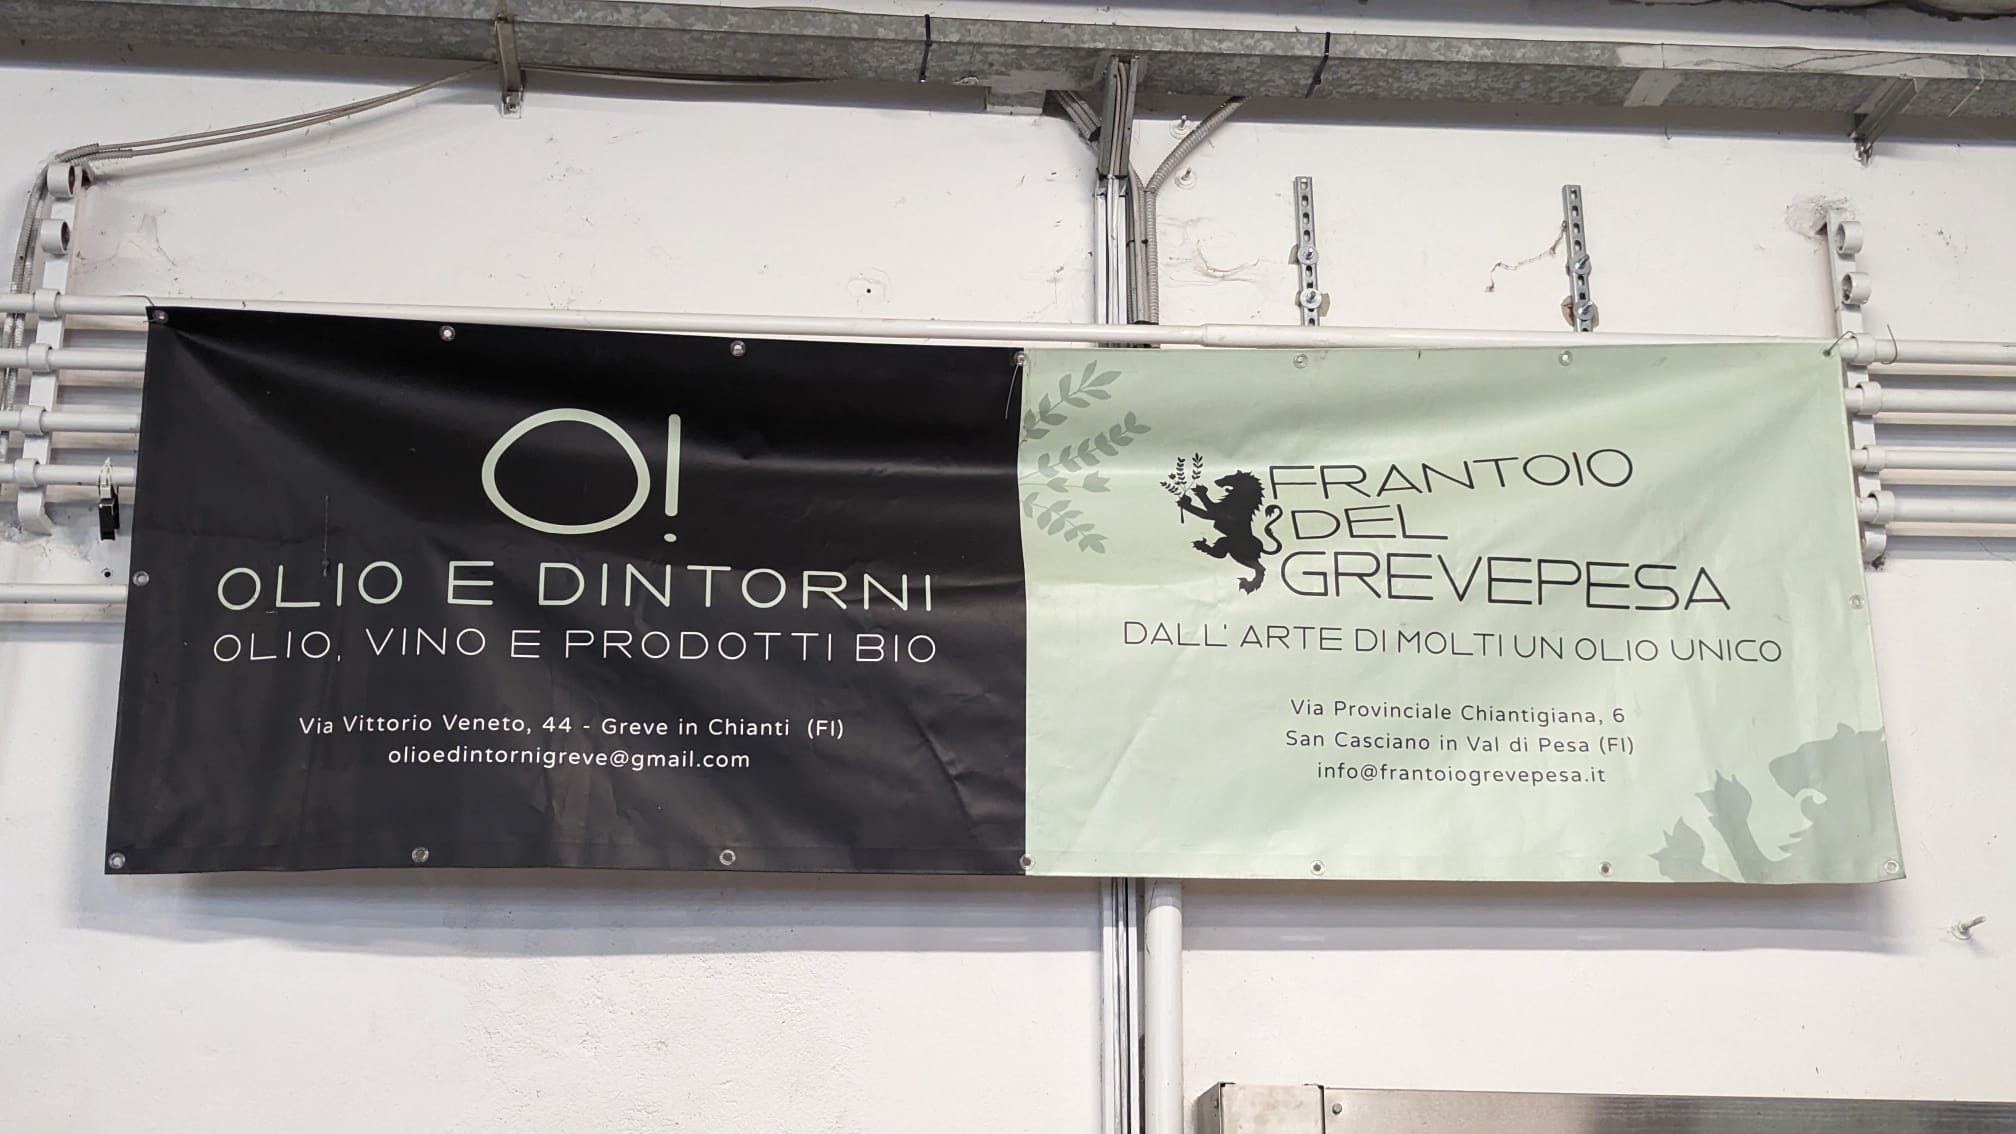 O!
OLIO E DINTORNI
OLIO, VINO E PRODOTTI BIO
Via Vittorio Veneto, 44 - Greve in Chianti (FI)
olioedintornigreve@gmail.com
FRANTOIO
DEL
GREVEPESA
DALL' ARTE DI MOLTI UN OLIO UNICO
Via Provinciale Chiantigiana, 6
San Casciano in Val di Pesa (FI)
info@frantoiogrevepesa.it